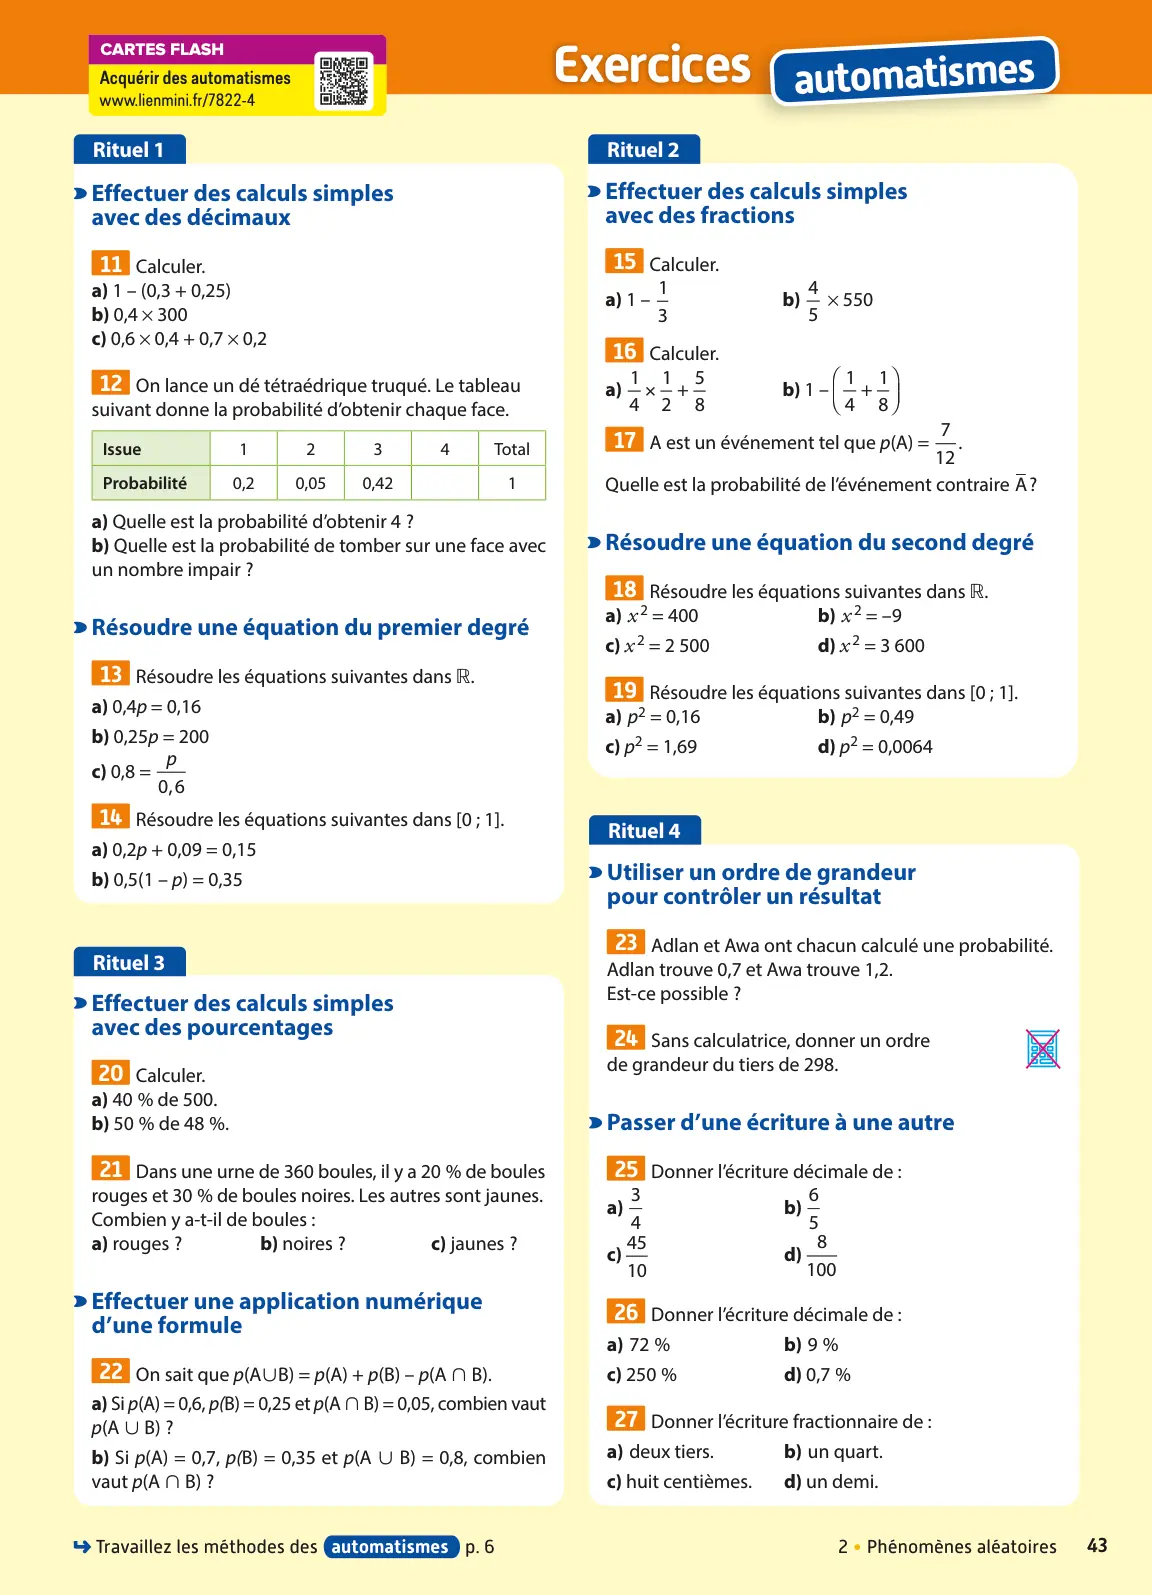 CARTES FLASH
Acquérir des automatismes
www.lienmini.fr/7822-4
Exercices automatismes
Rituel 1
Effectuer des calculs simples
avec des décimaux
11 Calculer.
a) 1 – (0,3 + 0,25)
b) 0,4 × 300
c) 0,6 × 0,4 + 0,7 × 0,2
12 On lance un dé tétraédrique truqué. Le tableau
suivant donne la probabilité d’obtenir chaque face.
Issue 1 2 3 4 Total
Probabilité 0,2 0,05 0,42 1
a) Quelle est la probabilité d’obtenir 4 ?
b) Quelle est la probabilité de tomber sur une face avec
un nombre impair ?
Résoudre une équation du premier degré
13 Résoudre les équations suivantes dans ℝ.
a) 0,4p = 0,16
b) 0,25p = 200
c) 0,8 = p/0,6
14 Résoudre les équations suivantes dans [0 ; 1].
a) 0,2p + 0,09 = 0,15
b) 0,5(1 – p) = 0,35
Rituel 2
Effectuer des calculs simples
avec des fractions
15 Calculer.
a) 1 – 1/3 b) 4/5 × 550
16 Calculer.
a) 1/4 × 1/2 + 5/8 b) 1 – (1/4 + 1/8)
17 A est un événement tel que p(A) = 7/12.
Quelle est la probabilité de l’événement contraire A̅ ?
Résoudre une équation du second degré
18 Résoudre les équations suivantes dans ℝ.
a) x² = 400 b) x² = –9
c) x² = 2 500 d) x² = 3 600
19 Résoudre les équations suivantes dans [0 ; 1].
a) p² = 0,16 b) p² = 0,49
c) p² = 1,69 d) p² = 0,0064
Rituel 3
Effectuer des calculs simples
avec des pourcentages
20 Calculer.
a) 40 % de 500.
b) 50 % de 48 %.
21 Dans une urne de 360 boules, il y a 20 % de boules
rouges et 30 % de boules noires. Les autres sont jaunes.
Combien y a-t-il de boules :
a) rouges ? b) noires ? c) jaunes ?
Effectuer une application numérique
d’une formule
22 On sait que p(A∪B) = p(A) + p(B) – p(A ∩ B).
a) Si p(A) = 0,6, p(B) = 0,25 et p(A ∩ B) = 0,05, combien vaut
p(A ∪ B) ?
b) Si p(A) = 0,7, p(B) = 0,35 et p(A ∪ B) = 0,8, combien
vaut p(A ∩ B) ?
Rituel 4
Utiliser un ordre de grandeur
pour contrôler un résultat
23 Adlan et Awa ont chacun calculé une probabilité.
Adlan trouve 0,7 et Awa trouve 1,2.
Est-ce possible ?
24 Sans calculatrice, donner un ordre
de grandeur du tiers de 298.
Passer d’une écriture à une autre
25 Donner l’écriture décimale de :
a) 3/4 b) 6/5
c) 45/10 d) 8/100
26 Donner l’écriture décimale de :
a) 72 % b) 9 %
c) 250 % d) 0,7 %
27 Donner l’écriture fractionnaire de :
a) deux tiers. b) un quart.
c) huit centièmes. d) un demi.
Travaillez les méthodes des automatismes p. 6
2 • Phénomènes aléatoires 43